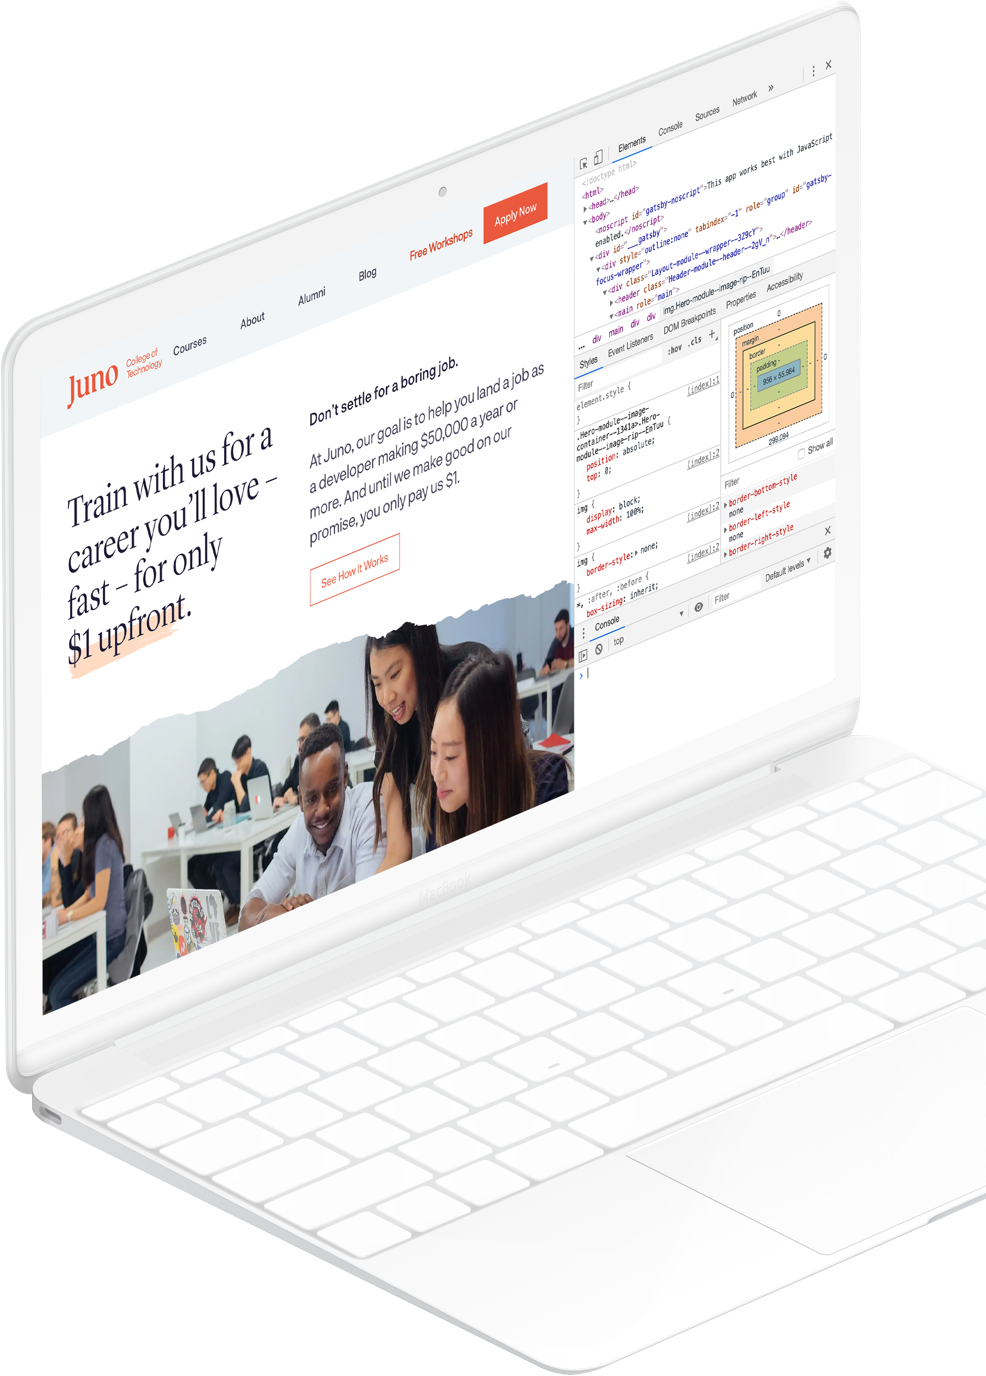 Juno
College of
Technology
Courses
About
Alumni
Blog
Free Workshops
Apply Now
Train with us for a
career you’ll love –
fast – for only
$1 upfront.
Don’t settle for a boring job.
At Juno, our goal is to help you land a job as
a developer making $50,000 a year or
more. And until we make good on our
promise, you only pay us $1.
See How It Works
MacBook
Elements
Console
Sources
Network
»
<!doctype html>
<html>
<head>…</head>
<body>
<noscript id="gatsby-noscript">This app works best with JavaScript
enabled.</noscript>
<div id="___gatsby">
<div style="outline:none" tabindex="-1" role="group" id="gatsby-
focus-wrapper">
<div class="Layout-module--wrapper--3Z9cY">
<header class="Header-module--header--2gV_n">…</header>
<main role="main">
… div main div div img.Hero-module--image-rip--EnTuu
Styles
Event Listeners
DOM Breakpoints
Properties
Accessibility
Filter
:hov .cls +
element.style {
[index]:1
}
.Hero-module--image-
container--1341a>.Hero-
module--image-rip--EnTuu {
[index]:2
position: absolute;
top: 0;
}
img {
[index]:2
display: block;
max-width: 100%;
}
img {
[index]:2
border-style: none;
}
*, :after, :before {
box-sizing: inherit;
position
0
margin
-
border
-
padding -
956 × 55.984
0
0
299.094
Show all
Filter
border-bottom-style
none
border-left-style
none
border-right-style
Console
top
Filter
Default levels